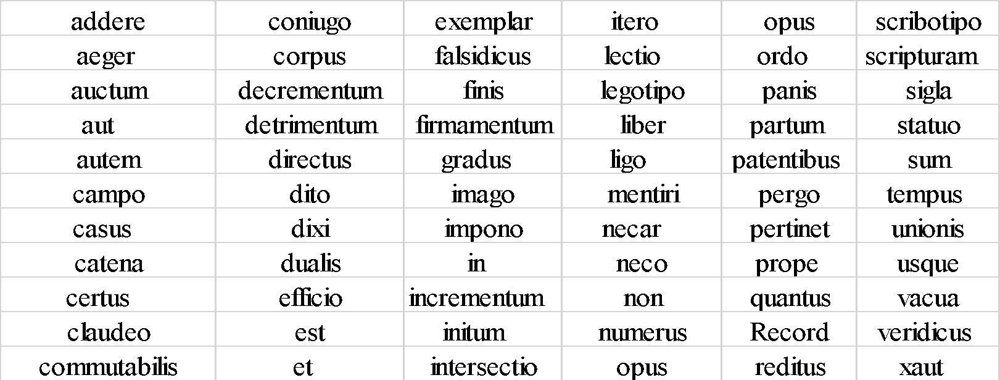 addere coniugo exemplar itero opus scribotipo
aeger corpus falsidicus lectio ordo scripturam
auctum decrementum finis legotipo panis sigla
aut detrimentum firmamentum liber partum statuo
autem directus gradus ligo patentibus sum
campo dito imago mentiri pergo tempus
casus dixi impono necar pertinet unionis
catena dualis in neco prope usque
certus efficio incrementum non quantus vacua
claudeo est initum numerus Record veridicus
commutabilis et intersectio opus reditus xaut